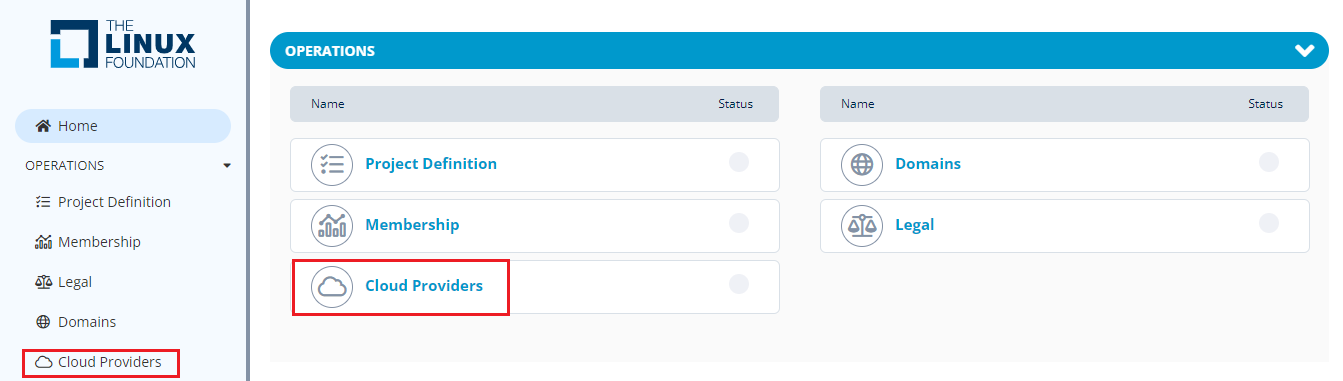 THE
LINUX
FOUNDATION
Home
OPERATIONS
Project Definition
Membership
Legal
Domains
Cloud Providers
OPERATIONS
Name Status
Project Definition
Membership
Cloud Providers
Name Status
Domains
Legal